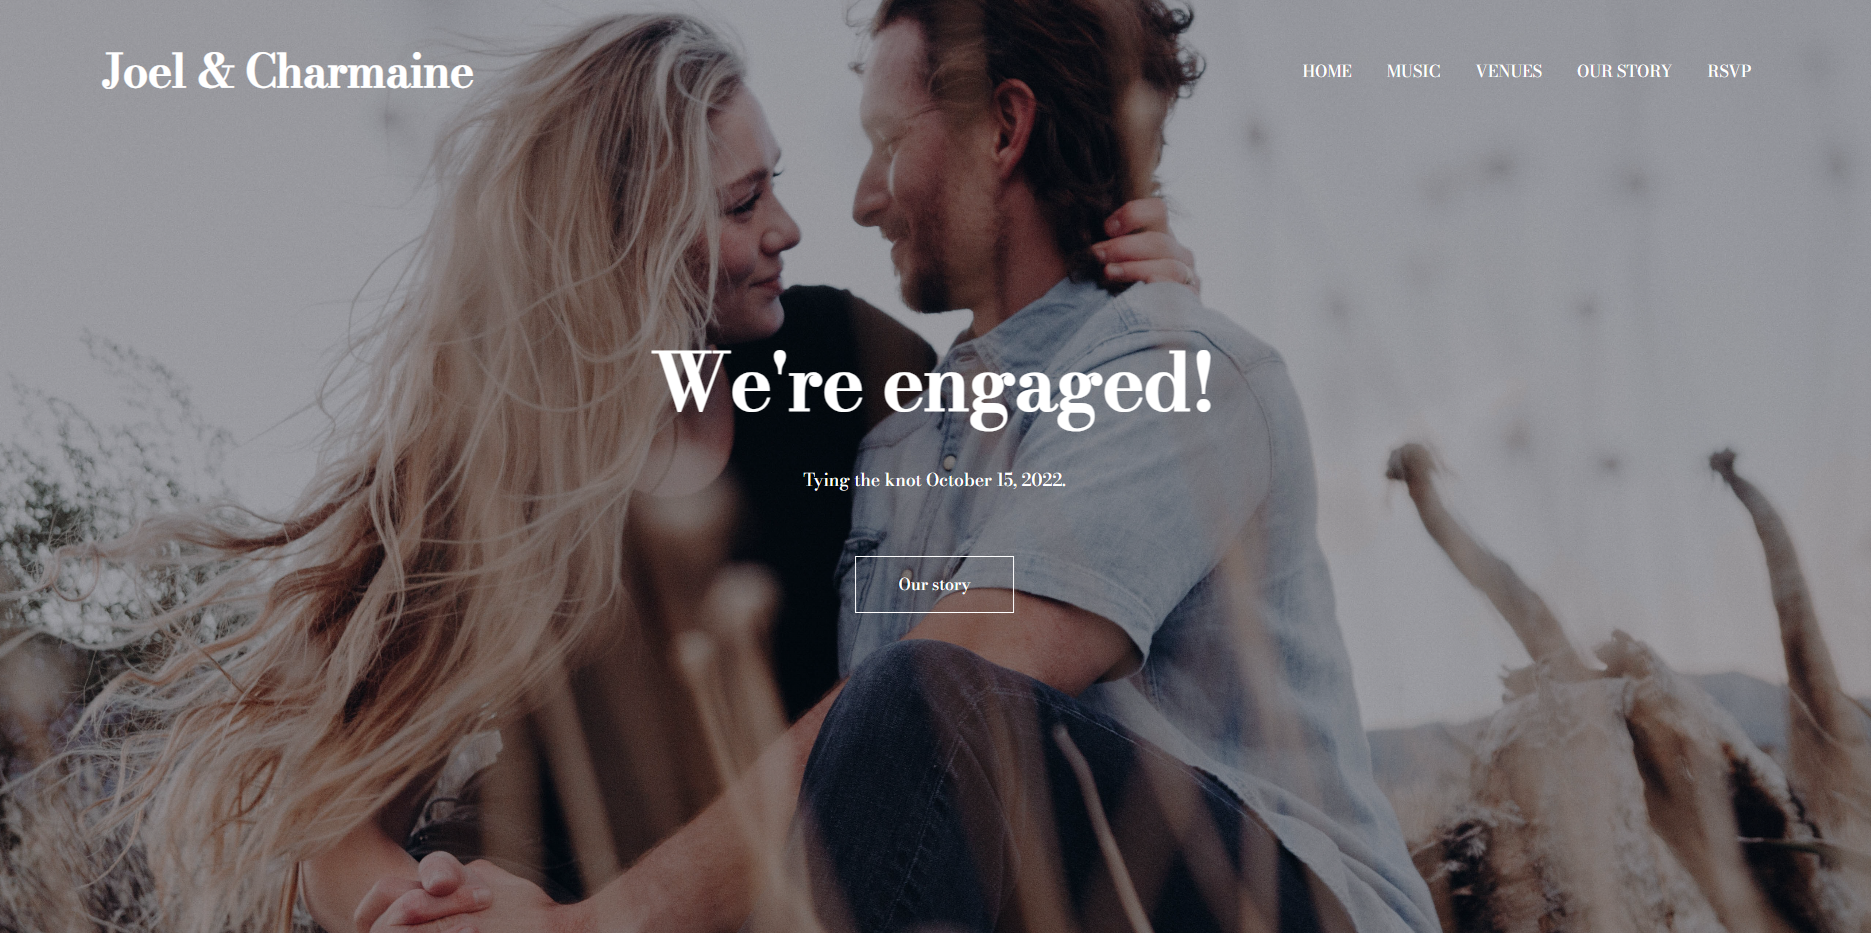 Joel & Charmaine
HOME MUSIC VENUES OUR STORY RSVP
We're engaged!
Tying the knot October 15, 2022.
Our story